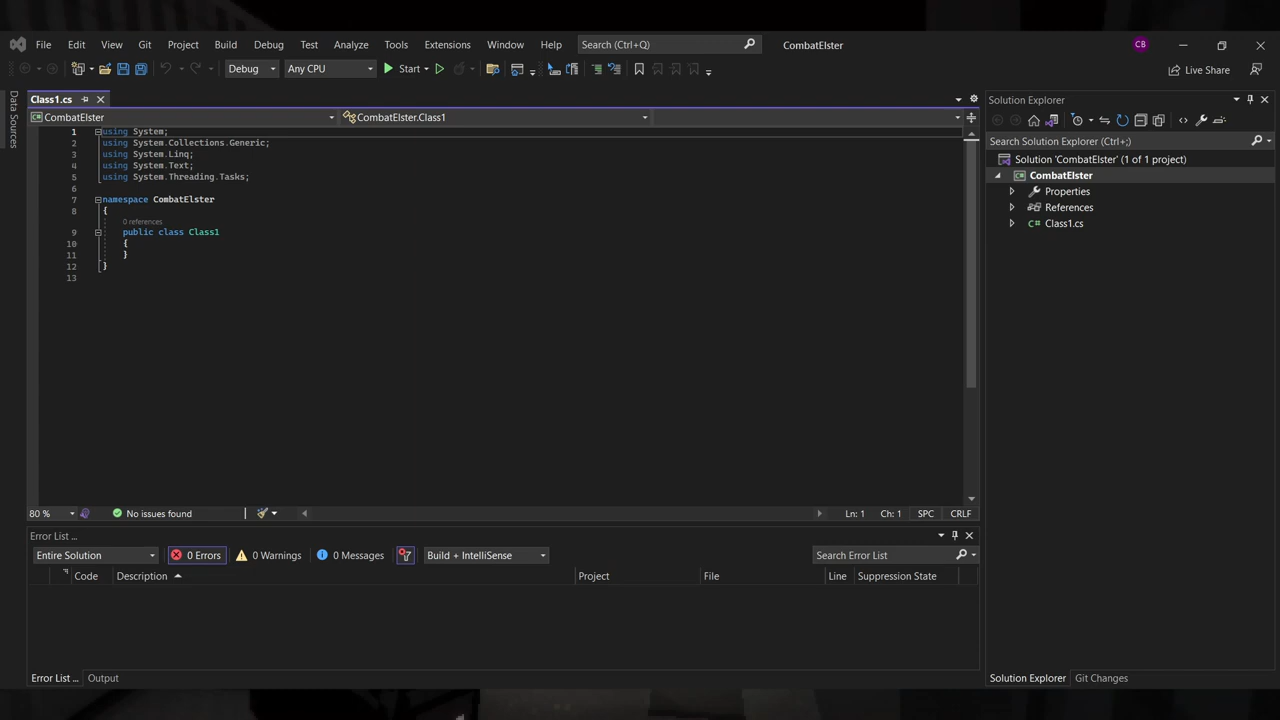 File Edit View Git Project Build Debug Test Analyze Tools Extensions Window Help Search (Ctrl+Q) CombatElster CB
Debug Any CPU Start Live Share
Data Sources
Class1.cs
CombatElster CombatElster.Class1
1 using System;
2 using System.Collections.Generic;
3 using System.Linq;
4 using System.Text;
5 using System.Threading.Tasks;
6
7 namespace CombatElster
8 {
0 references
9 public class Class1
10 {
11 }
12 }
13
80 % No issues found Ln: 1 Ch: 1 SPC CRLF
Error List ...
Entire Solution 0 Errors 0 Warnings 0 Messages Build + IntelliSense Search Error List
Code Description Project File Line Suppression State
Error List ... Output
Solution Explorer
Search Solution Explorer (Ctrl+;)
Solution 'CombatElster' (1 of 1 project)
CombatElster
Properties
References
Class1.cs
Solution Explorer Git Changes